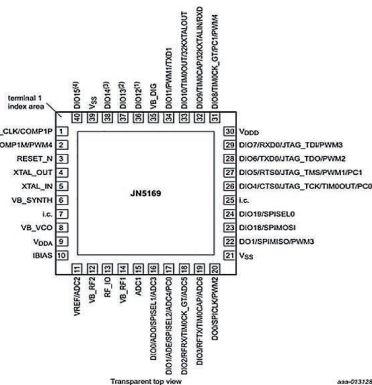 DIO15(4)
VSS
DIO14(3)
DIO13(2)
DIO12(1)
VB_DIG
DIO11/PWM1/TXD1
DIO10/TIM0OUT/32KXTALOUT
DIO9/TIM0CAP/32KXTALIN/RXD
DIO8/TIM0CK_GT/PC1/PWM4
terminal 1
index area
40 39 38 37 36 35 34 33 32 31
_CLK/COMP1P 1
OMP1M/PWM4 2
RESET_N 3
XTAL_OUT 4
XTAL_IN 5
VB_SYNTH 6
i.c. 7
VB_VCO 8
VDDA 9
IBIAS 10
JN5169
30 VDDD
29 DIO7/RXD0/JTAG_TDI/PWM3
28 DIO6/TXD0/JTAG_TDO/PWM2
27 DIO5/RTS0/JTAG_TMS/PWM1/PC1
26 DIO4/CTS0/JTAG_TCK/TIM0OUT/PC0
25 i.c.
24 DIO19/SPISEL0
23 DIO18/SPIMOSI
22 DO1/SPIMISO/PWM3
21 VSS
11 12 13 14 15 16 17 18 19 20
VREF/ADC2
VB_RF2
RF_IO
VB_RF1
ADC1
DIO0/ADO/SPISEL1/ADC3
DIO1/ADE/SPISEL2/ADC4/PC0
DIO2/RFRX/TIM0CK_GT/ADC5
DIO3/RFTX/TIM0CAP/ADC6
DO0/SPICLK/PWM2
Transparent top view
aaa-013128